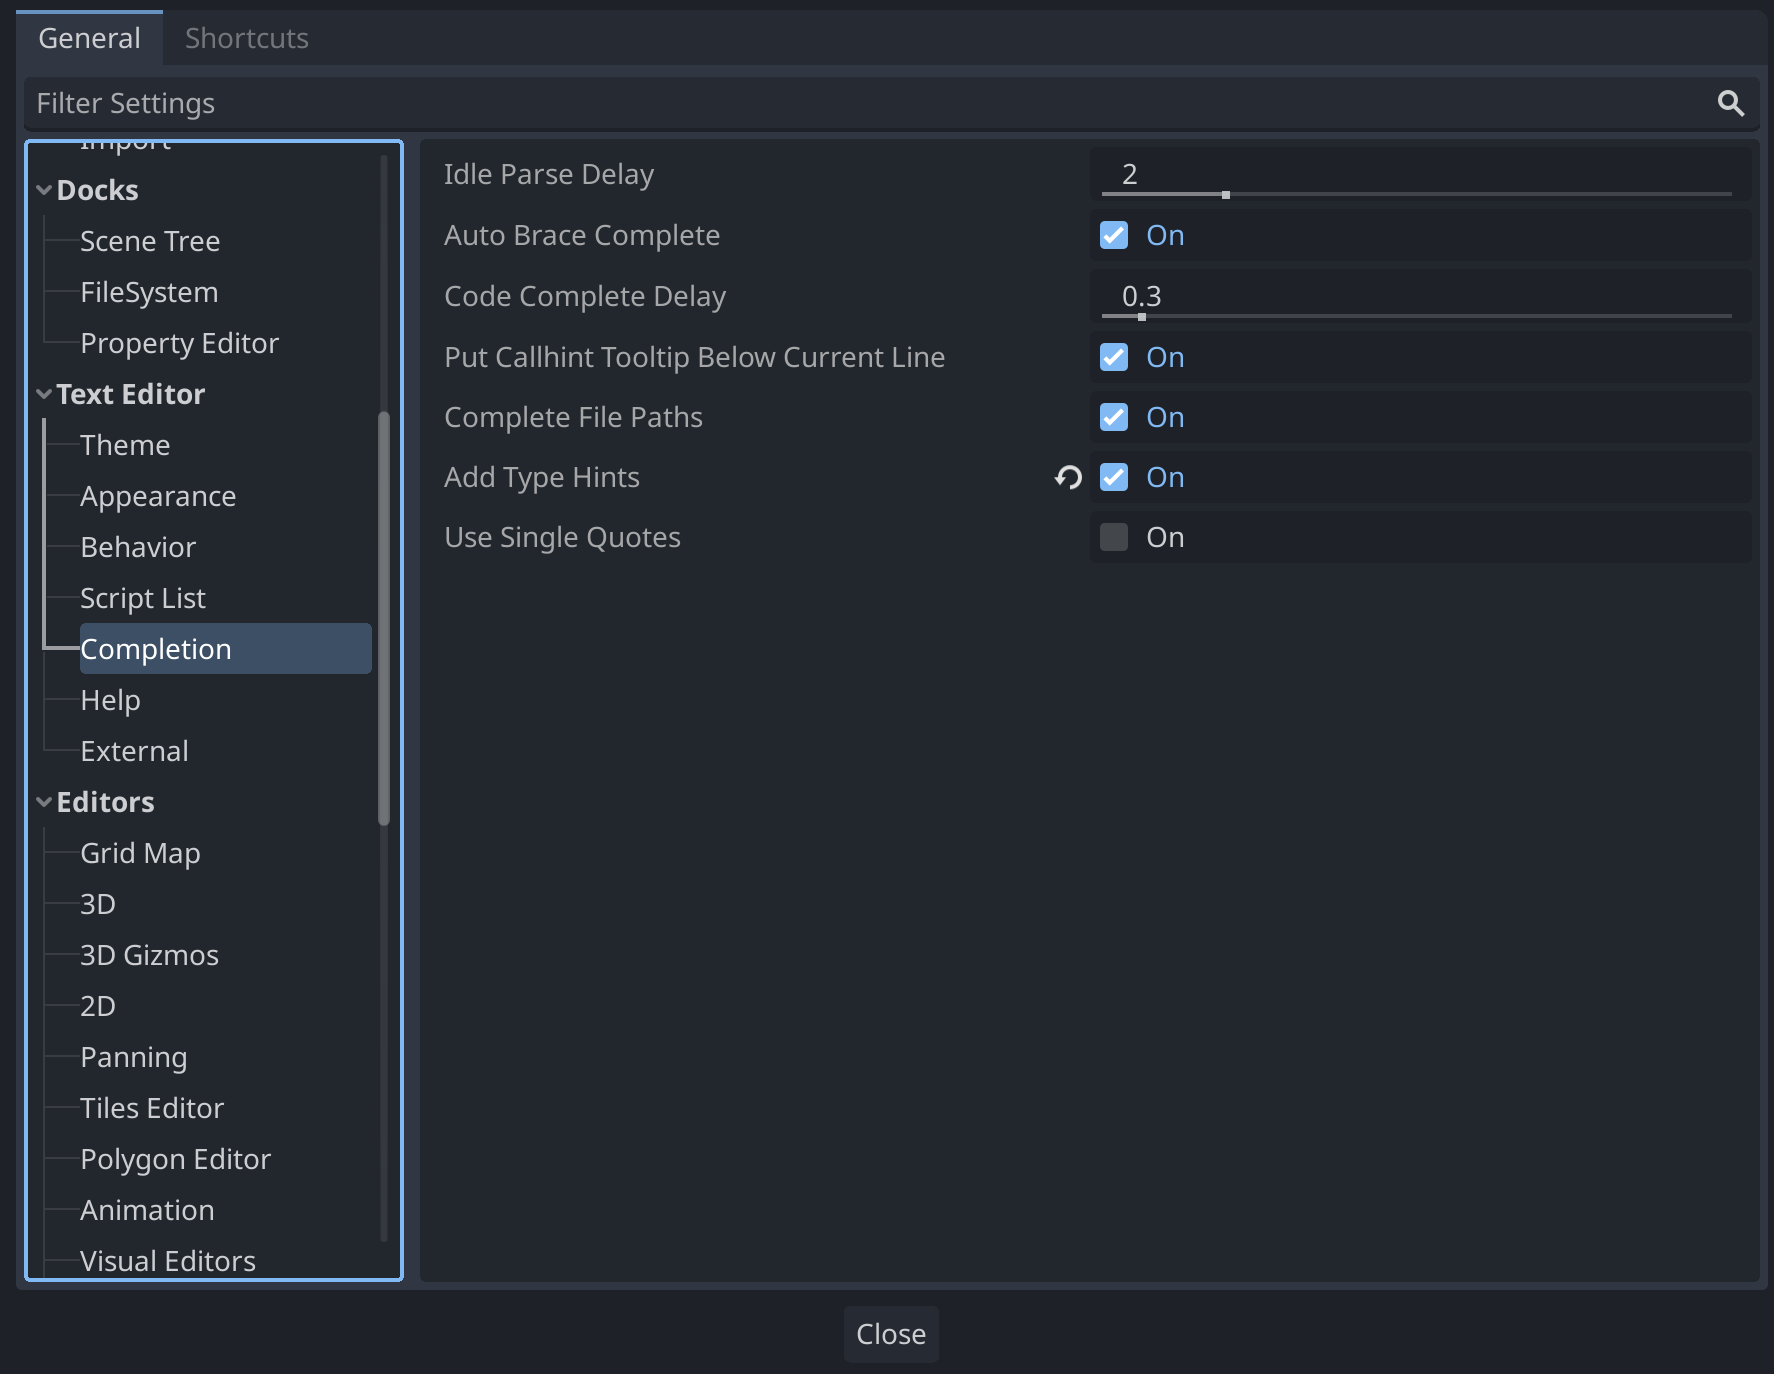 General
Shortcuts
Filter Settings
Import
Docks
Scene Tree
FileSystem
Property Editor
Text Editor
Theme
Appearance
Behavior
Script List
Completion
Help
External
Editors
Grid Map
3D
3D Gizmos
2D
Panning
Tiles Editor
Polygon Editor
Animation
Visual Editors
Idle Parse Delay
2
Auto Brace Complete
On
Code Complete Delay
0.3
Put Callhint Tooltip Below Current Line
On
Complete File Paths
On
Add Type Hints
On
Use Single Quotes
On
Close